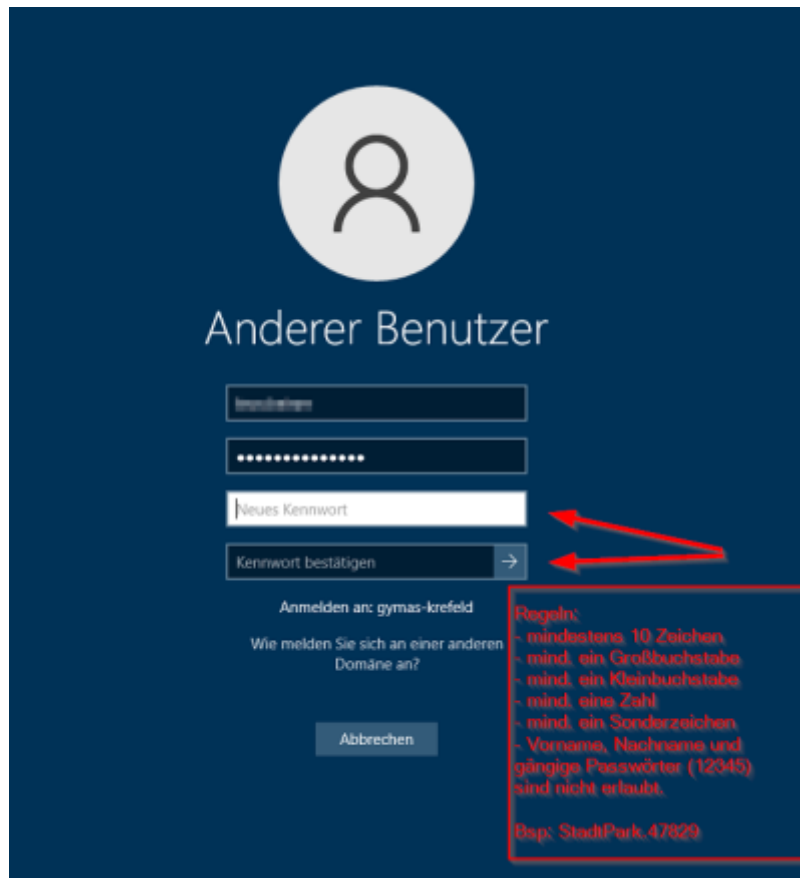 Anderer Benutzer
Neues Kennwort
Kennwort bestätigen
Anmelden an: gymas-krefeld
Wie melden Sie sich an einer anderen
Domäne an?
Abbrechen
Regeln:
- mindestens 10 Zeichen
- mind. ein Großbuchstabe
- mind. ein Kleinbuchstabe
- mind. eine Zahl
- mind. ein Sonderzeichen
- Vorname, Nachname und
gängige Passwörter (12345)
sind nicht erlaubt.
Bsp: StadtPark.47829